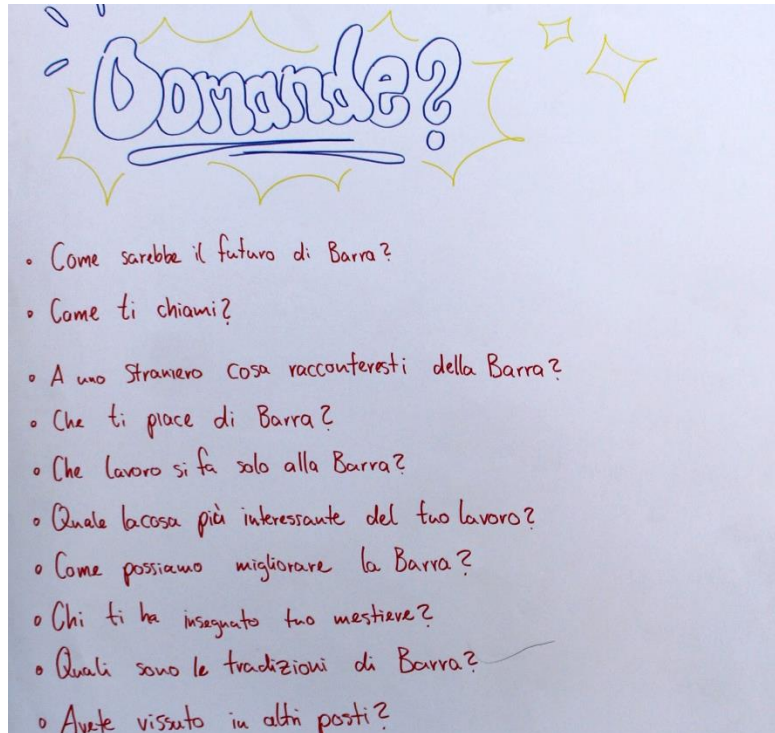 Domande?
• Come sarebbe il futuro di Barra?
• Come ti chiami?
• A uno straniero cosa racconteresti della Barra?
• Che ti piace di Barra?
• Che lavoro si fa solo alla Barra?
• Quale la cosa più interessante del tuo lavoro?
• Come possiamo migliorare la Barra?
• Chi ti ha insegnato tuo mestiere?
• Quali sono le tradizioni di Barra?
• Avete vissuto in altri posti?